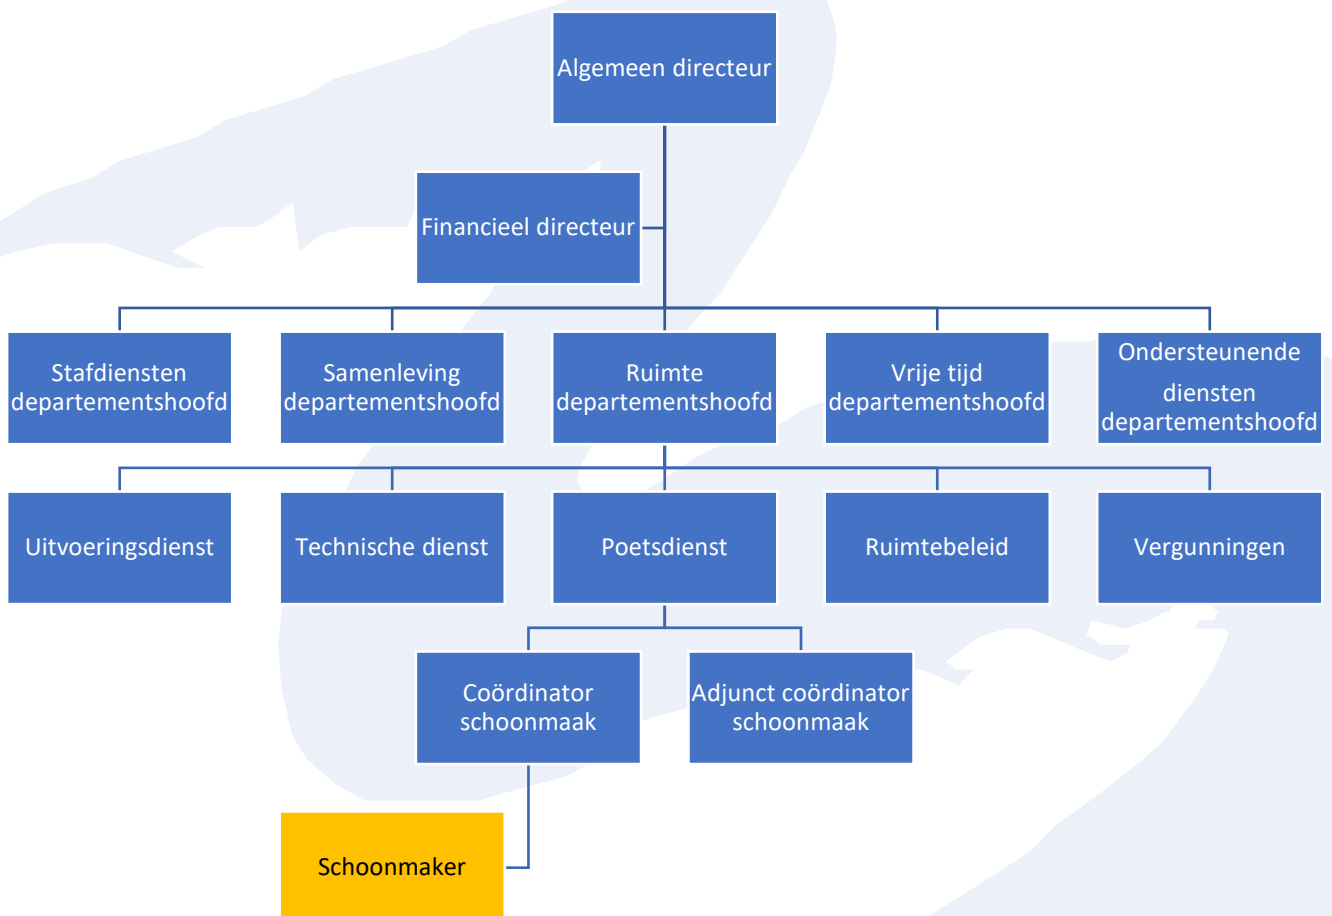 Algemeen directeur
Financieel directeur
Stafdiensten
departementshoofd
Samenleving
departementshoofd
Ruimte
departementshoofd
Vrije tijd
departementshoofd
Ondersteunende
diensten
departementshoofd
Uitvoeringsdienst
Technische dienst
Poetsdienst
Ruimtebeleid
Vergunningen
Coördinator
schoonmaak
Adjunct coördinator
schoonmaak
Schoonmaker